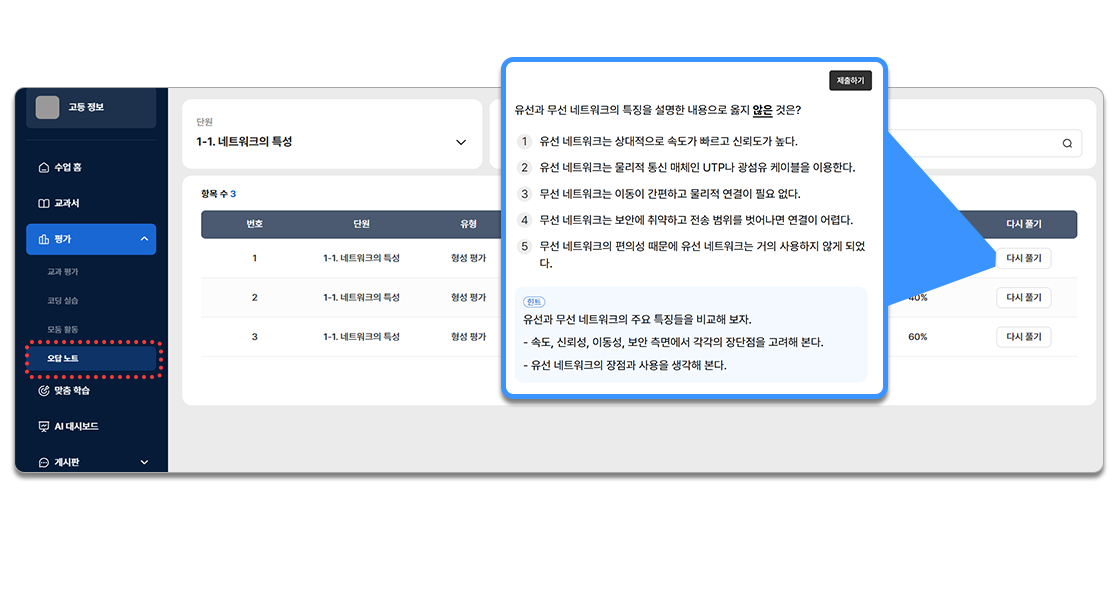 고등 정보
수업 홈
교과서
평가
교과 평가
코딩 실습
모둠 활동
오답 노트
맞춤 학습
AI 대시보드
게시판
단원
1-1. 네트워크의 특성
항목 수 3
번호 단원 유형 다시 풀기
1 1-1. 네트워크의 특성 형성 평가 다시 풀기
2 1-1. 네트워크의 특성 형성 평가 40% 다시 풀기
3 1-1. 네트워크의 특성 형성 평가 60% 다시 풀기
제출하기
유선과 무선 네트워크의 특징을 설명한 내용으로 옳지 않은 것은?
1 유선 네트워크는 상대적으로 속도가 빠르고 신뢰도가 높다.
2 유선 네트워크는 물리적 통신 매체인 UTP나 광섬유 케이블을 이용한다.
3 무선 네트워크는 이동이 간편하고 물리적 연결이 필요 없다.
4 무선 네트워크는 보안에 취약하고 전송 범위를 벗어나면 연결이 어렵다.
5 무선 네트워크의 편의성 때문에 유선 네트워크는 거의 사용하지 않게 되었
다.
힌트
유선과 무선 네트워크의 주요 특징들을 비교해 보자.
- 속도, 신뢰성, 이동성, 보안 측면에서 각각의 장단점을 고려해 본다.
- 유선 네트워크의 장점과 사용을 생각해 본다.